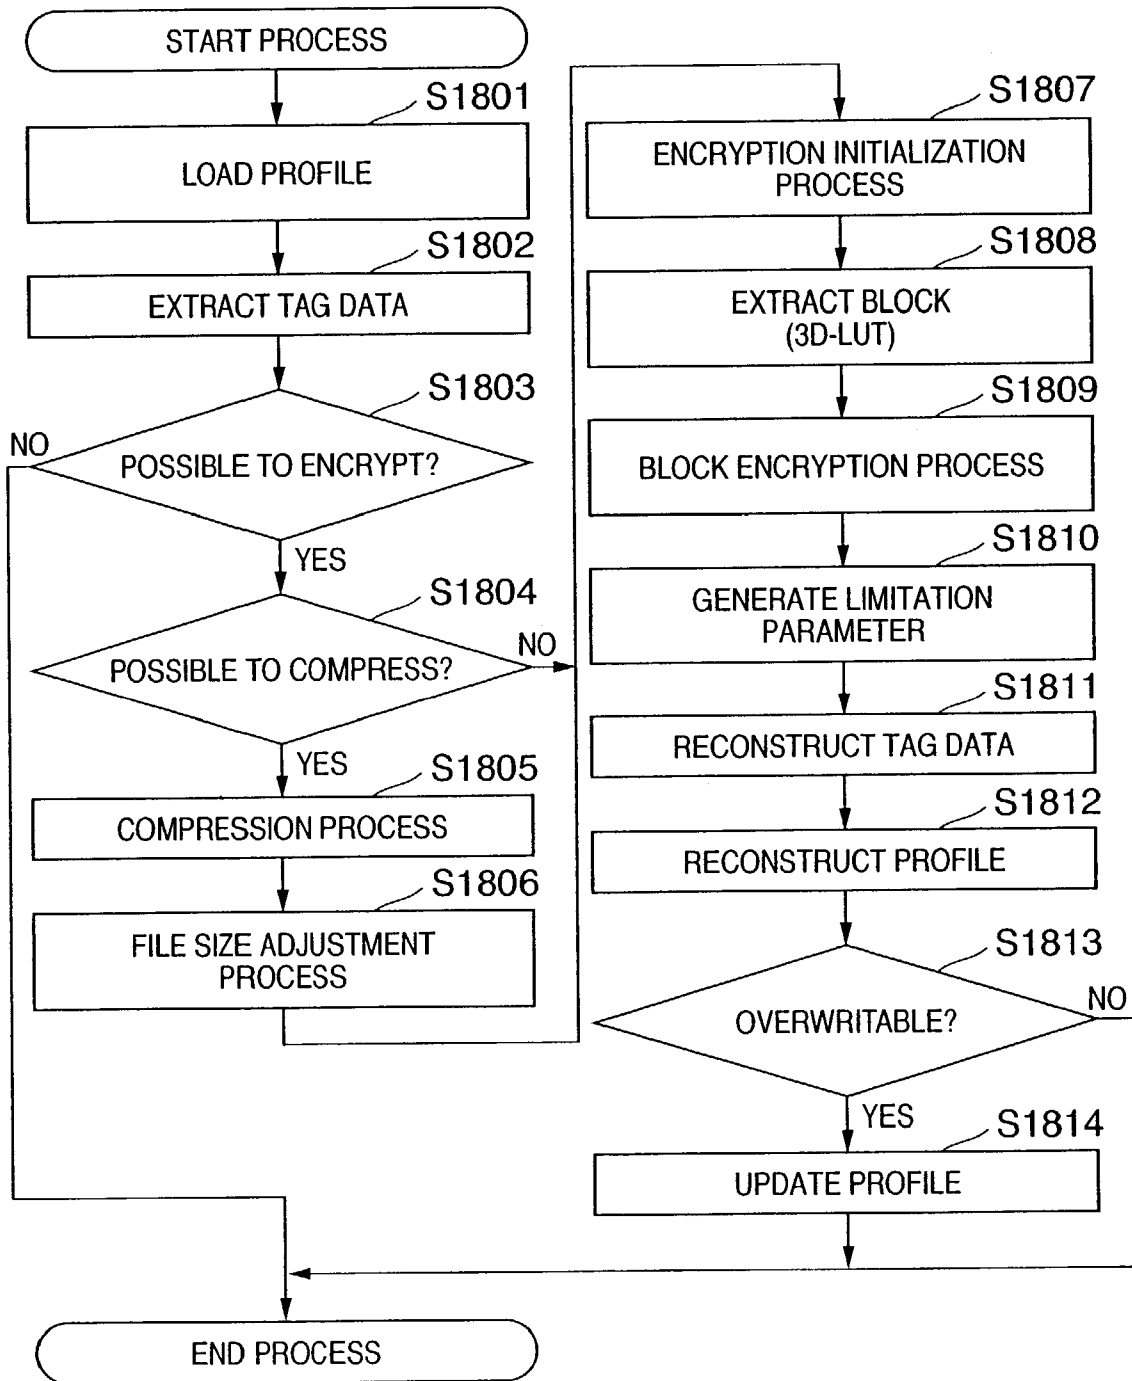 START PROCESS
S1801
LOAD PROFILE
S1802
EXTRACT TAG DATA
S1803
NO
POSSIBLE TO ENCRYPT?
YES
S1804
NO
POSSIBLE TO COMPRESS?
YES
S1805
COMPRESSION PROCESS
S1806
FILE SIZE ADJUSTMENT
PROCESS
S1807
ENCRYPTION INITIALIZATION
PROCESS
S1808
EXTRACT BLOCK
(3D-LUT)
S1809
BLOCK ENCRYPTION PROCESS
S1810
GENERATE LIMITATION
PARAMETER
S1811
RECONSTRUCT TAG DATA
S1812
RECONSTRUCT PROFILE
S1813
NO
OVERWRITABLE?
YES
S1814
UPDATE PROFILE
END PROCESS